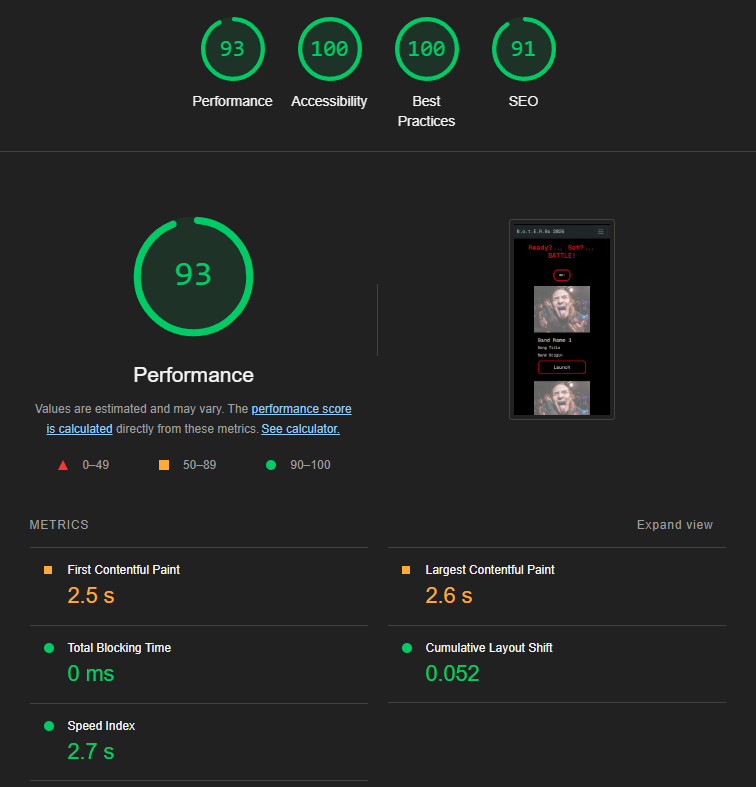 93
100
100
91
Performance
Accessibility
Best
Practices
SEO
93
Performance
Values are estimated and may vary. The performance score
is calculated directly from these metrics. See calculator.
0–49
50–89
90–100
B.o.t.E.R.Bs 2025
Ready?... Set?...
BATTLE!
Band Name 1
Song Title
Band Origin
Launch
METRICS
Expand view
First Contentful Paint
2.5 s
Largest Contentful Paint
2.6 s
Total Blocking Time
0 ms
Cumulative Layout Shift
0.052
Speed Index
2.7 s